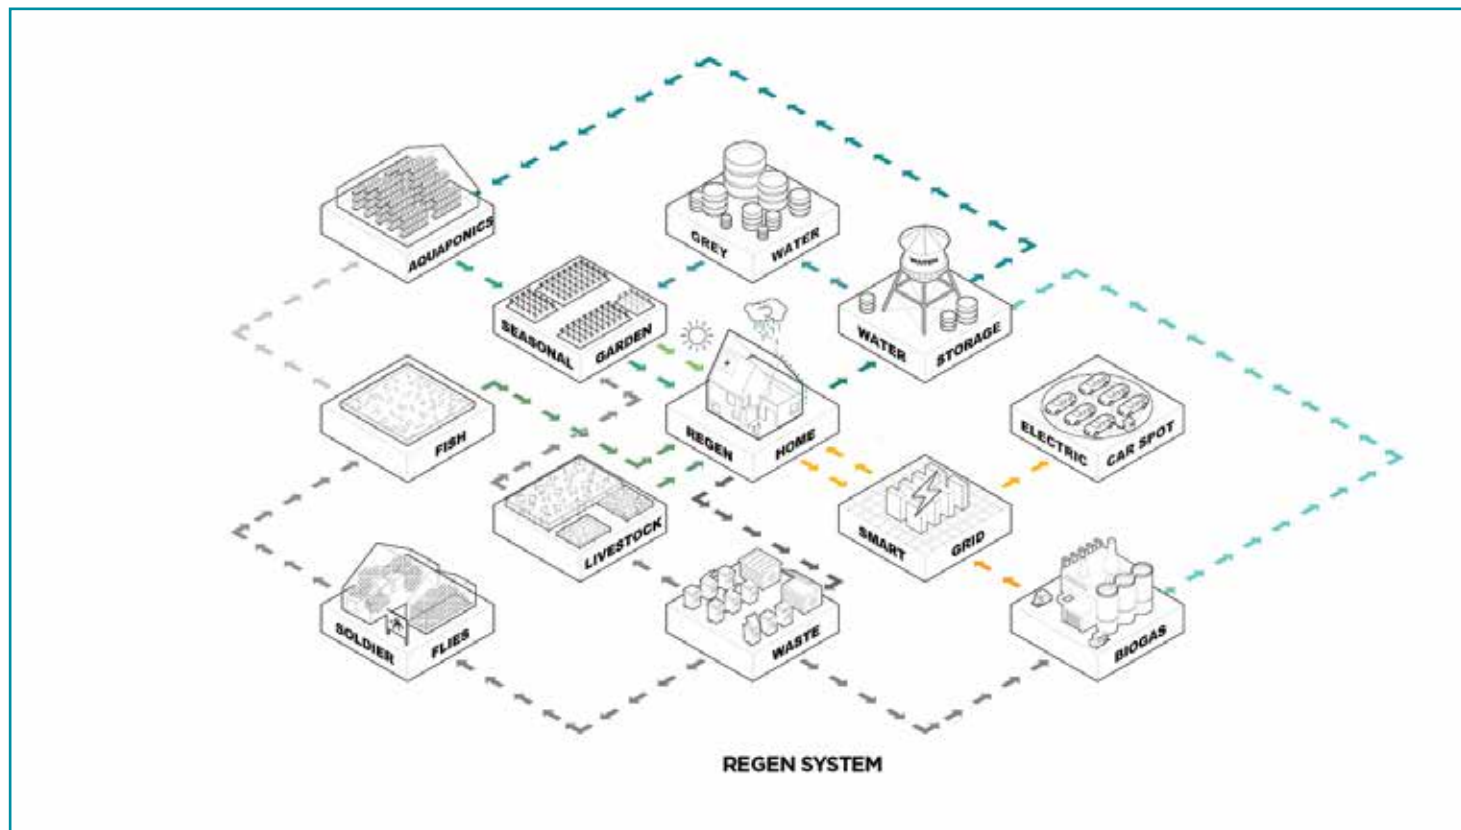 AQUAPONICS
GREY WATER
WATER
SEASONAL GARDEN
WATER STORAGE
FISH
REGEN HOME
ELECTRIC CAR SPOT
LIVESTOCK
SMART GRID
SOLDIER FLIES
WASTE
BIOGAS
REGEN SYSTEM